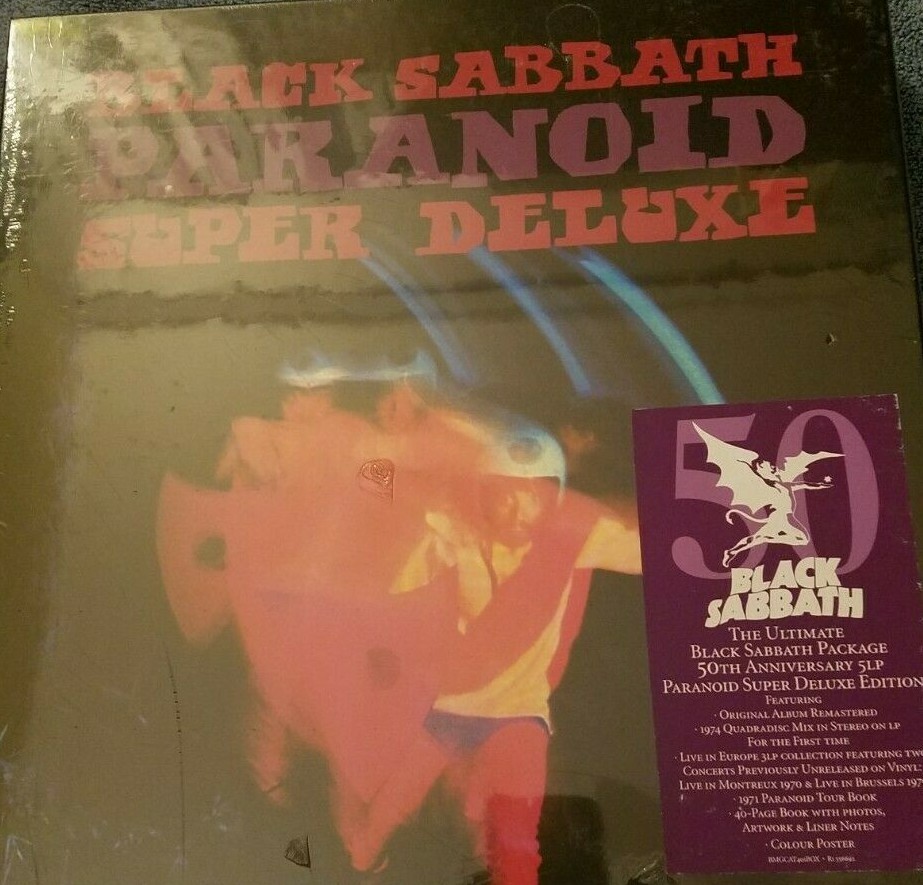 BLACK SABBATH
PARANOID
SUPER DELUXE
50
BLACK
SABBATH
THE ULTIMATE
BLACK SABBATH PACKAGE
50TH ANNIVERSARY 5LP
PARANOID SUPER DELUXE EDITION
FEATURING
· ORIGINAL ALBUM REMASTERED
· 1974 QUADRADISC MIX IN STEREO ON LP
FOR THE FIRST TIME
· LIVE IN EUROPE 3LP COLLECTION FEATURING TWO
CONCERTS PREVIOUSLY UNRELEASED ON VINYL:
LIVE IN MONTREUX 1970 & LIVE IN BRUSSELS 197
· 1971 PARANOID TOUR BOOK
· 40-PAGE BOOK WITH PHOTOS,
ARTWORK & LINER NOTES
· COLOUR POSTER